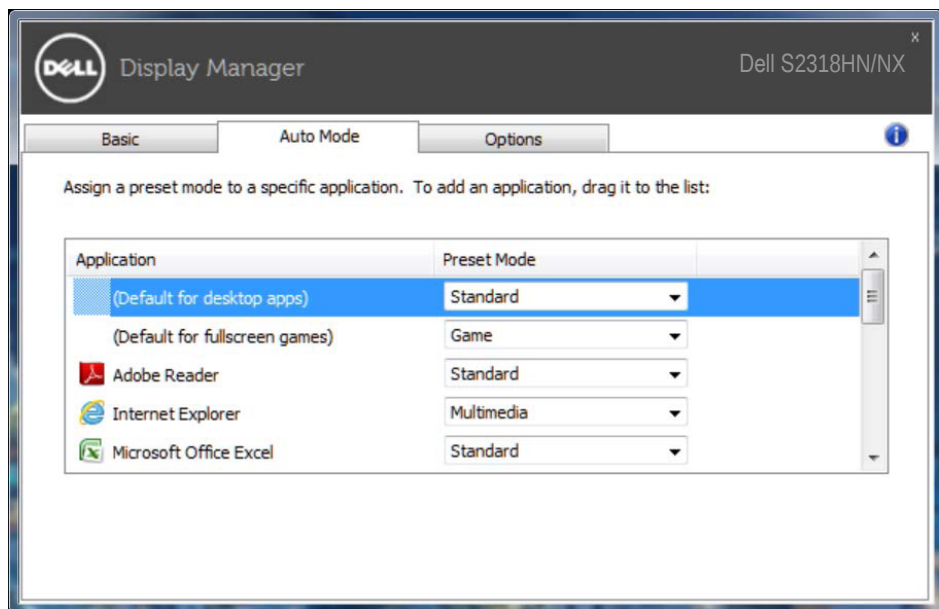 DELL Display Manager Dell S2318HN/NX
x
Basic Auto Mode Options i
Assign a preset mode to a specific application. To add an application, drag it to the list:
Application Preset Mode
(Default for desktop apps) Standard
(Default for fullscreen games) Game
Adobe Reader Standard
Internet Explorer Multimedia
Microsoft Office Excel Standard